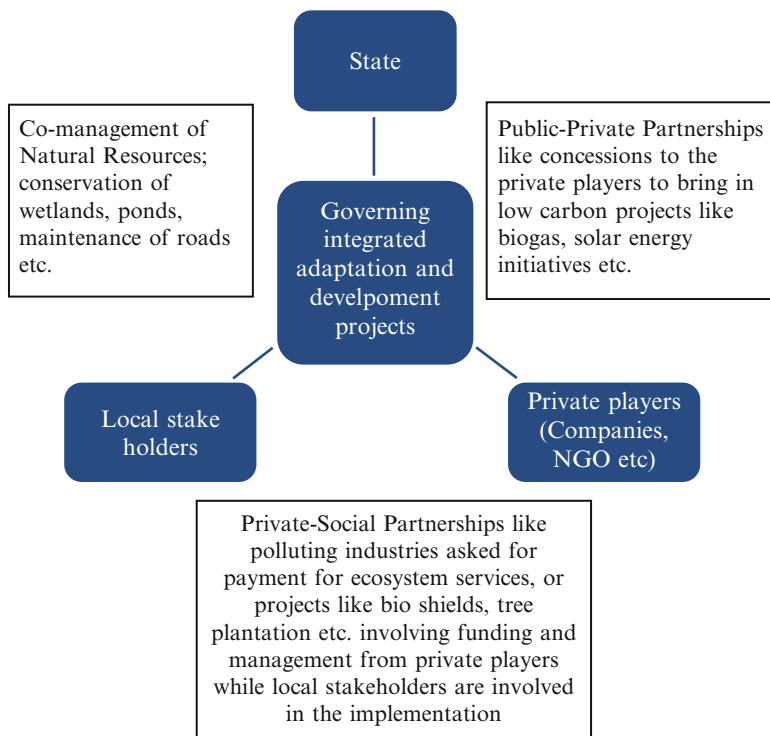 State
Co-management of
Natural Resources;
conservation of
wetlands, ponds,
maintenance of roads
etc.
Public-Private Partnerships
like concessions to the
private players to bring in
low carbon projects like
biogas, solar energy
initiatives etc.
Governing
integrated
adaptation and
develpoment
projects
Local stake
holders
Private players
(Companies,
NGO etc)
Private-Social Partnerships like
polluting industries asked for
payment for ecosystem services, or
projects like bio shields, tree
plantation etc. involving funding and
management from private players
while local stakeholders are involved
in the implementation